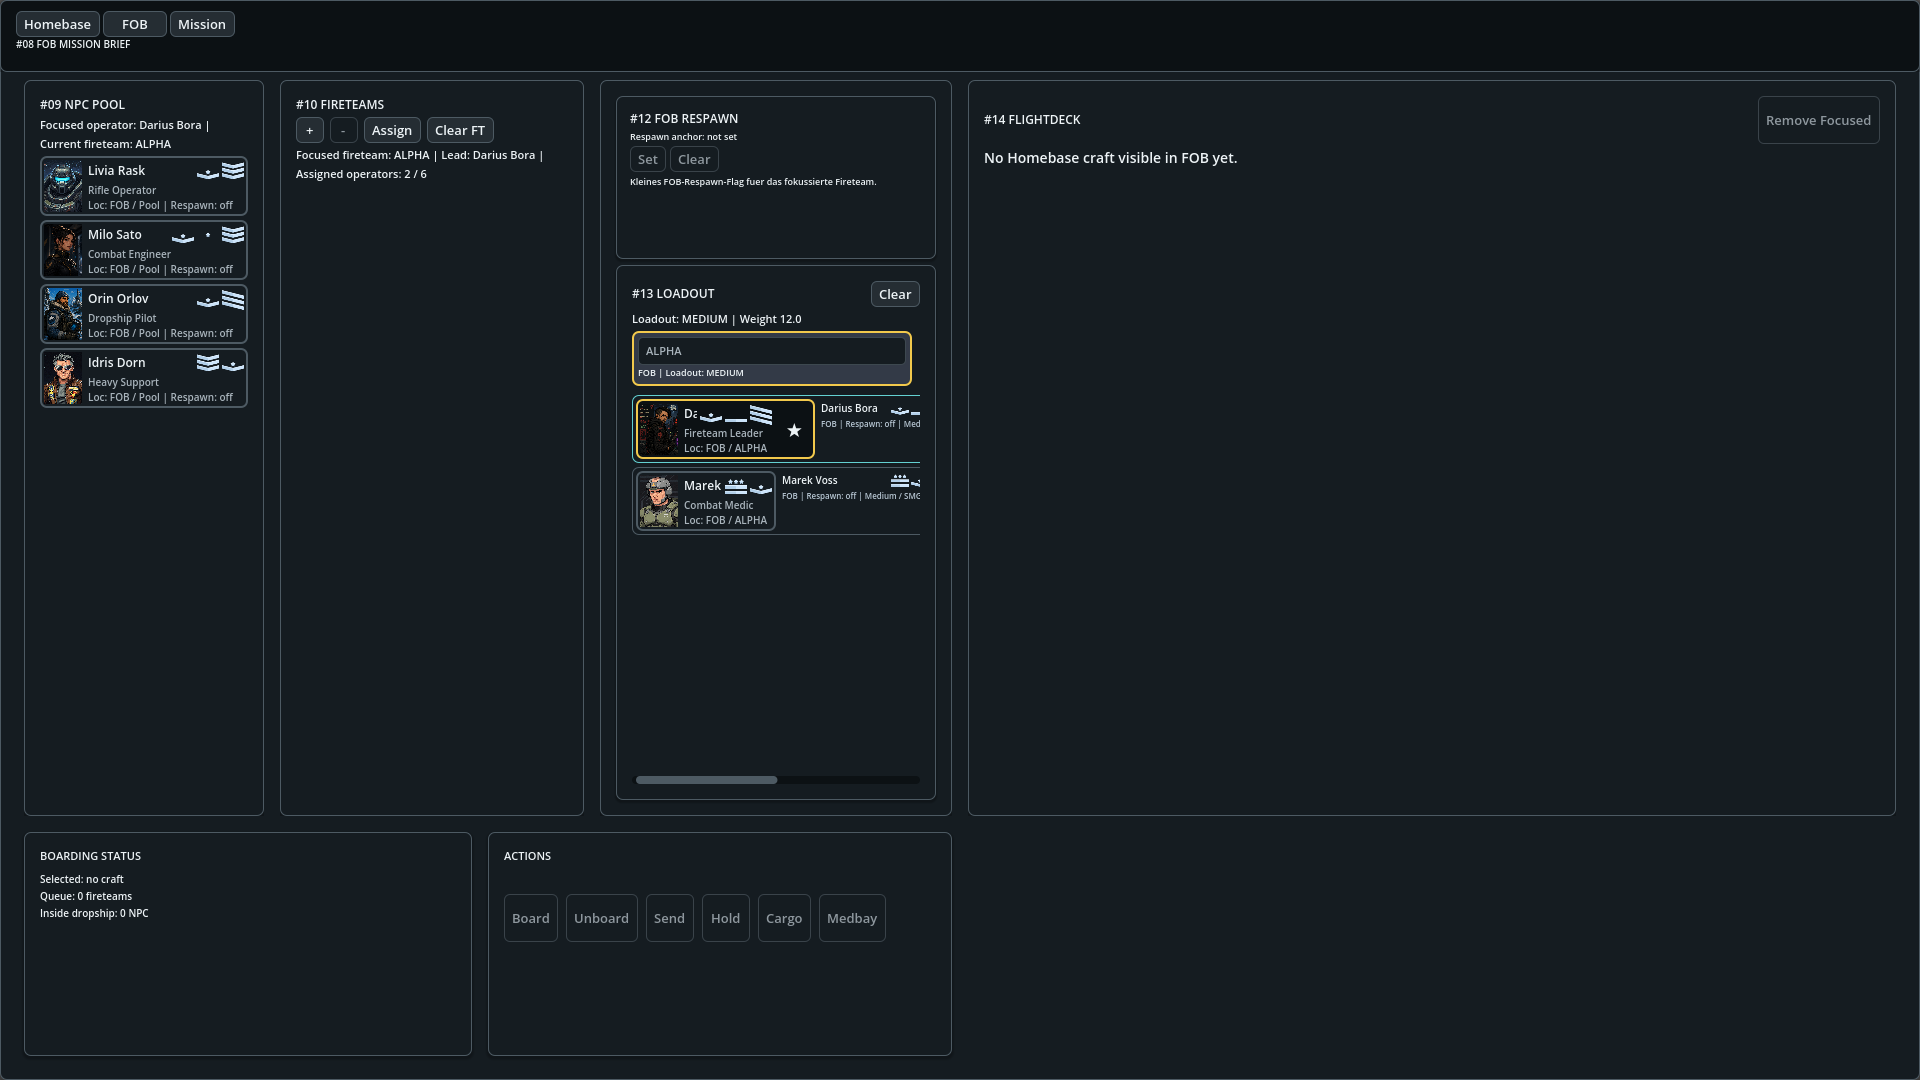 Homebase FOB Mission
#08 FOB MISSION BRIEF
#09 NPC POOL
Focused operator: Darius Bora |
Current fireteam: ALPHA
Livia Rask
Rifle Operator
Loc: FOB / Pool | Respawn: off
Milo Sato
Combat Engineer
Loc: FOB / Pool | Respawn: off
Orin Orlov
Dropship Pilot
Loc: FOB / Pool | Respawn: off
Idris Dorn
Heavy Support
Loc: FOB / Pool | Respawn: off
#10 FIRETEAMS
+ - Assign Clear FT
Focused fireteam: ALPHA | Lead: Darius Bora |
Assigned operators: 2 / 6
#12 FOB RESPAWN
Respawn anchor: not set
Set Clear
Kleines FOB-Respawn-Flag fuer das fokussierte Fireteam.
#13 LOADOUT Clear
Loadout: MEDIUM | Weight 12.0
ALPHA
FOB | Loadout: MEDIUM
Da
Fireteam Leader
Loc: FOB / ALPHA
Darius Bora
FOB | Respawn: off | Med
Marek
Combat Medic
Loc: FOB / ALPHA
Marek Voss
FOB | Respawn: off | Medium / SMG
#14 FLIGHTDECK Remove Focused
No Homebase craft visible in FOB yet.
BOARDING STATUS
Selected: no craft
Queue: 0 fireteams
Inside dropship: 0 NPC
ACTIONS
Board Unboard Send Hold Cargo Medbay